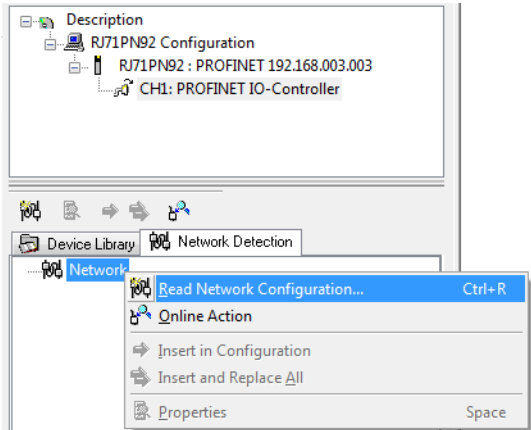 Description
RJ71PN92 Configuration
RJ71PN92 : PROFINET 192.168.003.003
CH1: PROFINET IO-Controller
Device Library Network Detection
Network
Read Network Configuration... Ctrl+R
Online Action
Insert in Configuration
Insert and Replace All
Properties Space